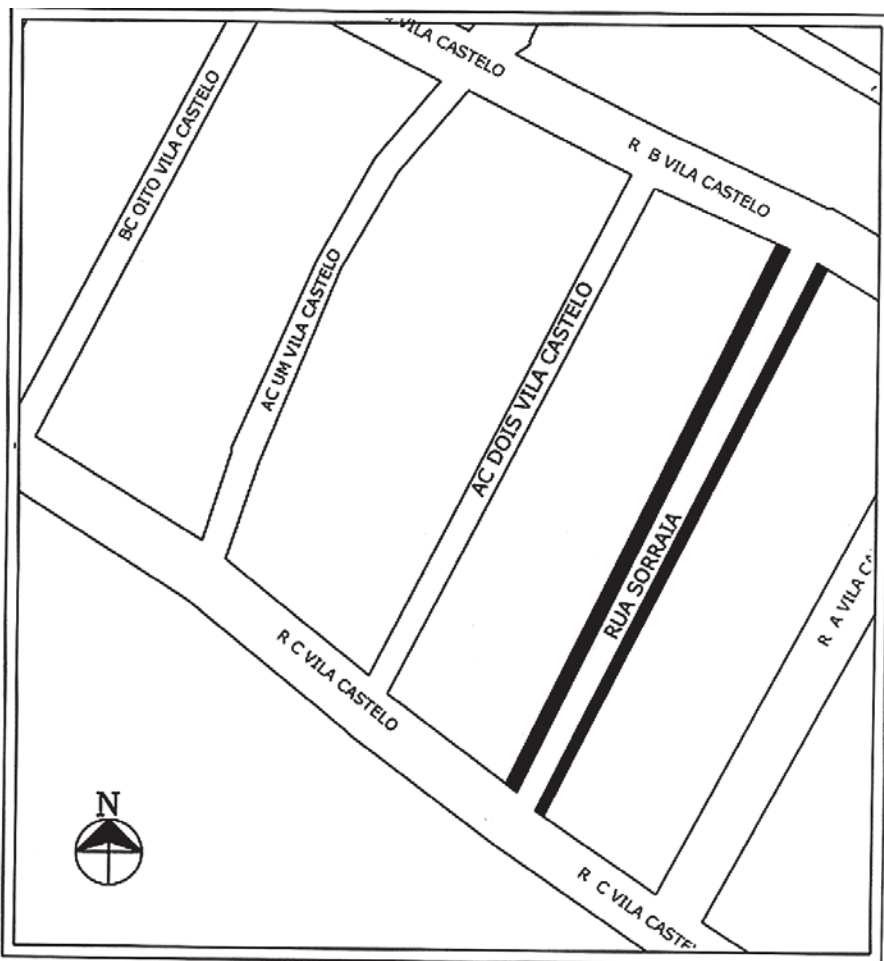 VILA CASTELO
R B VILA CASTELO
BC OITO VILA CASTELO
AC UM VILA CASTELO
AC DOIS VILA CASTELO
RUA SORRAIA
R A VILA
R C VILA CASTELO
R C VILA CASTE
N